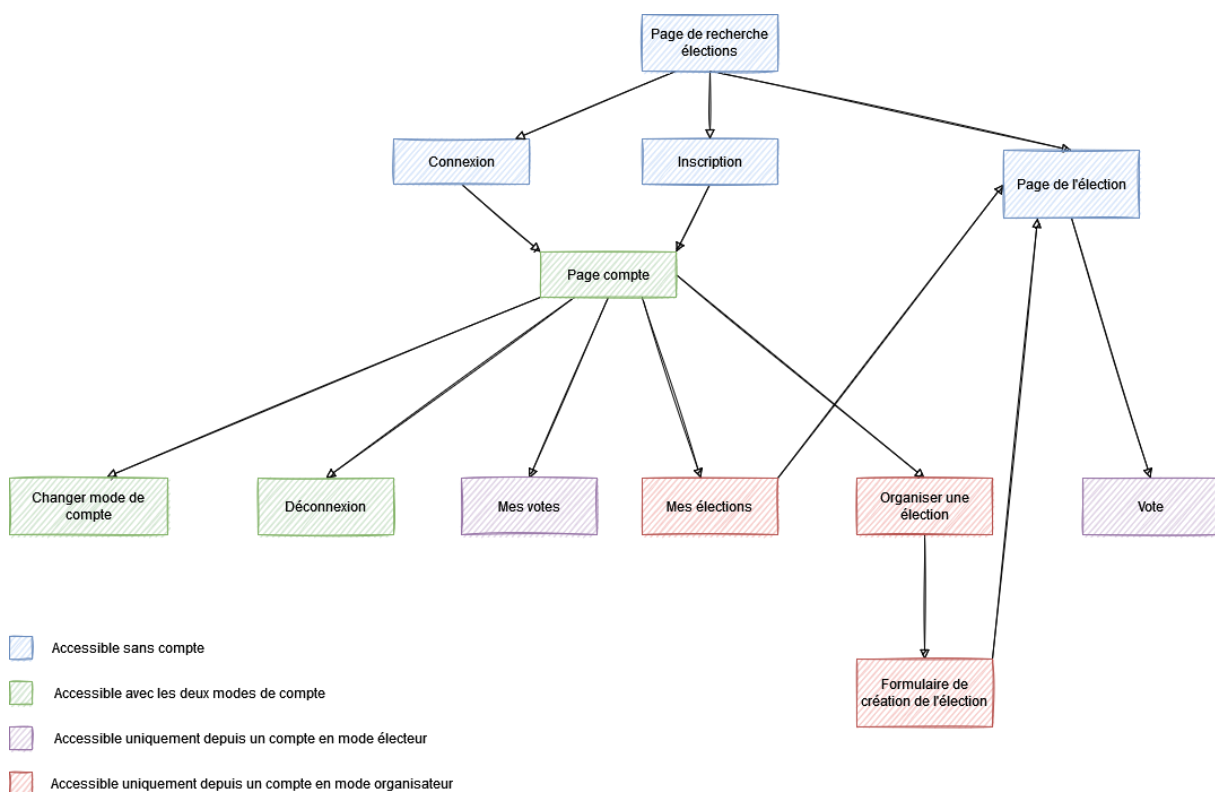 Page de recherche
élections
Connexion
Inscription
Page de l'élection
Page compte
Changer mode de
compte
Déconnexion
Mes votes
Mes élections
Organiser une
élection
Vote
Formulaire de
création de l'élection
Accessible sans compte
Accessible avec les deux modes de compte
Accessible uniquement depuis un compte en mode électeur
Accessible uniquement depuis un compte en mode organisateur